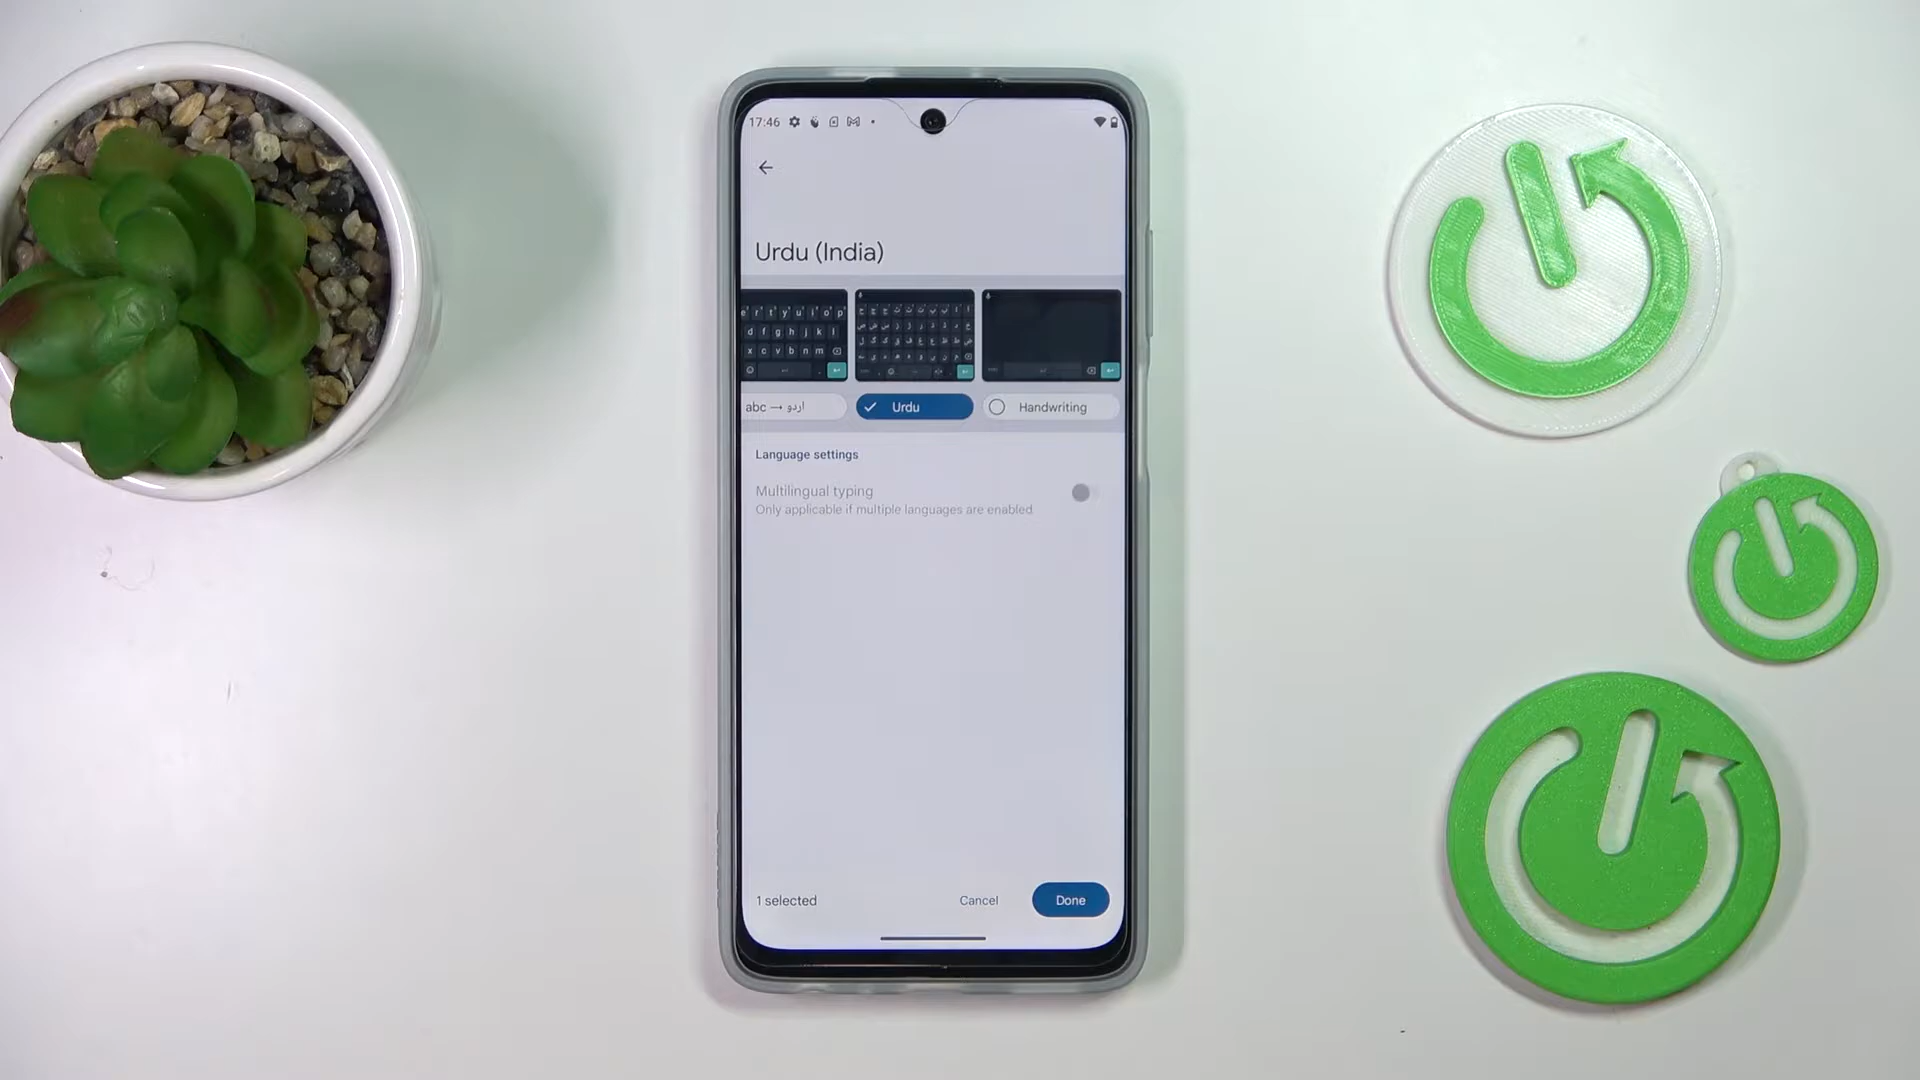 17:46
Urdu (India)
e r t y u i o p
d f g h j k l
x c v b n m
abc → اردو
Urdu
Handwriting
Language settings
Multilingual typing
Only applicable if multiple languages are enabled
1 selected
Cancel
Done